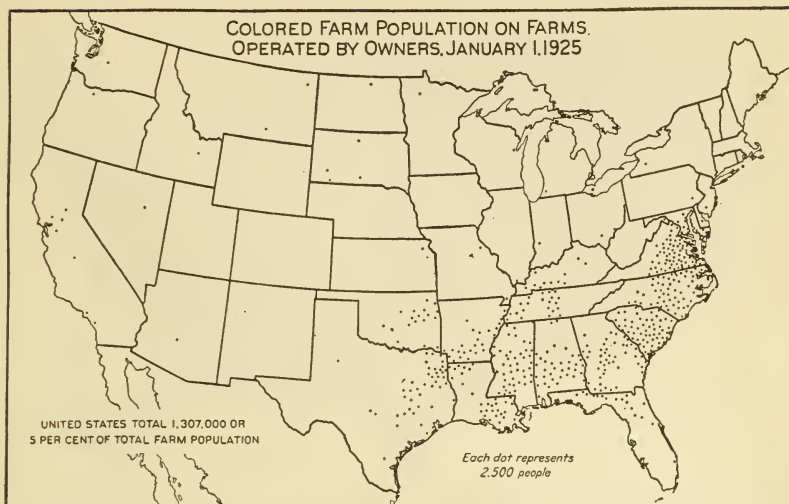 COLORED FARM POPULATION ON FARMS.
OPERATED BY OWNERS, JANUARY 1, 1925
UNITED STATES TOTAL 1,307,000 OR
5 PER CENT OF TOTAL FARM POPULATION
Each dot represents
2.500 people